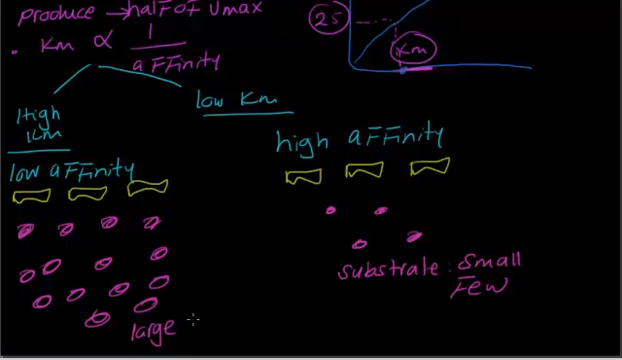 produce → half of Vmax
• Km ∝ 1 / affinity
25
Km
High Km
low Km
low affinity
high affinity
substrate : small
Few
large